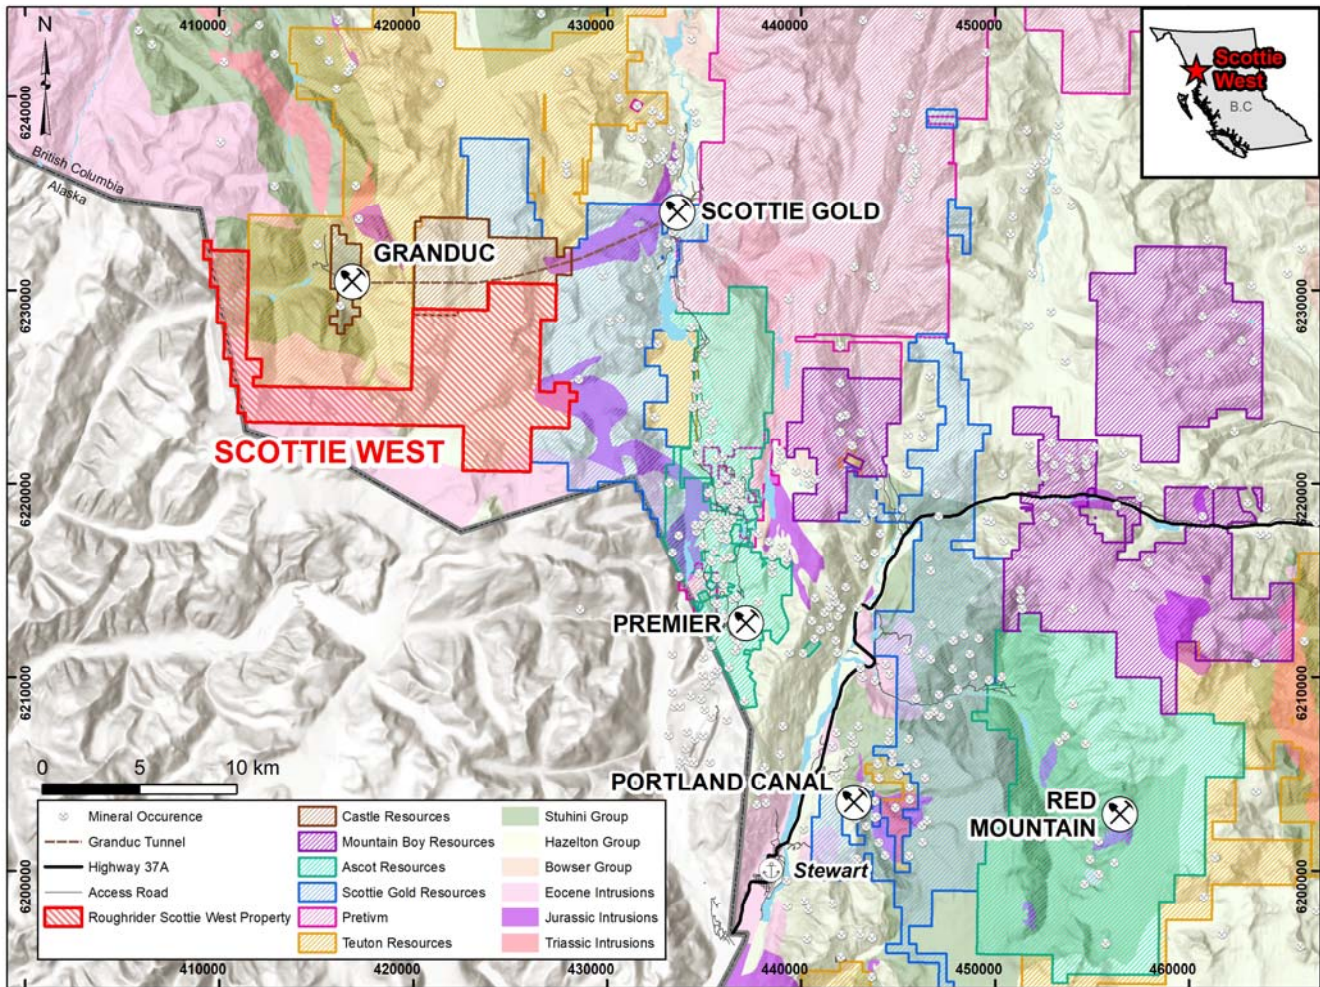 410000
420000
430000
440000
450000
N
Scottie
West
B.C
6240000
British Columbia
Alaska
SCOTTIE GOLD
GRANDUC
6230000
6230000
SCOTTIE WEST
6220000
6220000
PREMIER
6210000
6210000
0 5 10 km
PORTLAND CANAL
RED
MOUNTAIN
Stewart
6200000
6200000
Mineral Occurence
Granduc Tunnel
Highway 37A
Access Road
Roughrider Scottie West Property
Castle Resources
Mountain Boy Resources
Ascot Resources
Scottie Gold Resources
Pretivm
Teuton Resources
Stuhini Group
Hazelton Group
Bowser Group
Eocene Intrusions
Jurassic Intrusions
Triassic Intrusions
410000
420000
430000
440000
450000
460000